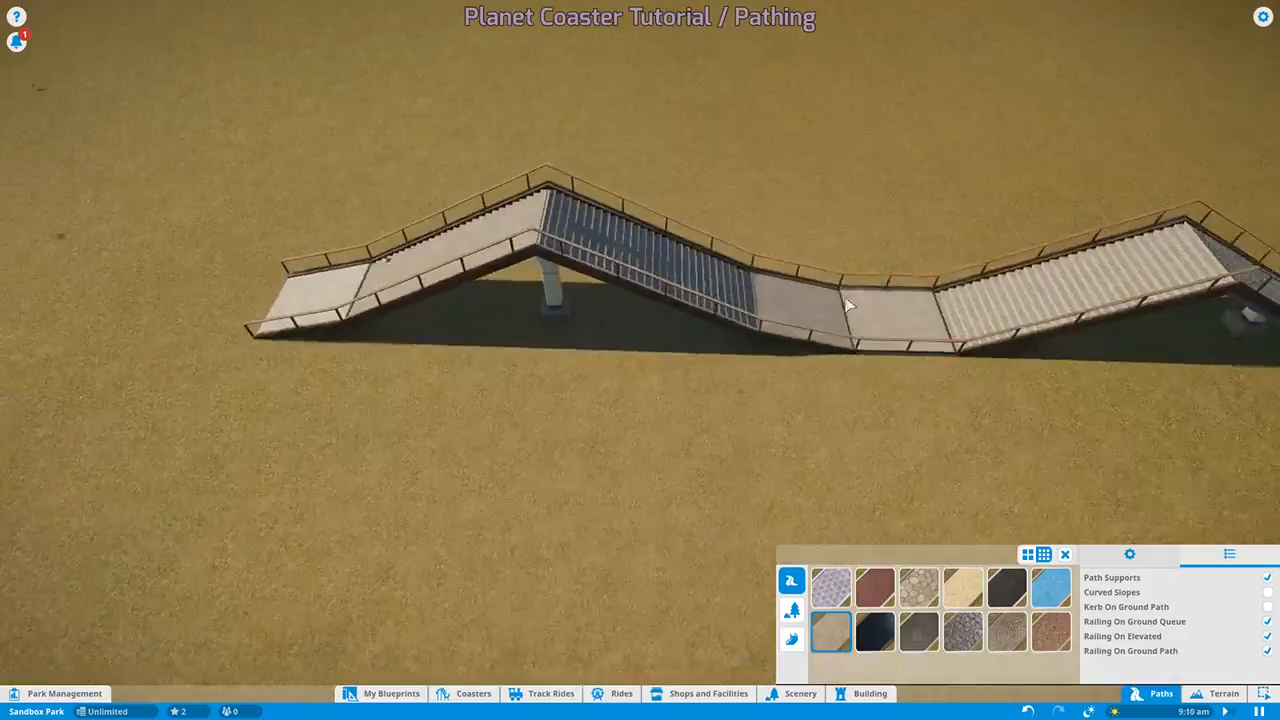 Planet Coaster Tutorial / Pathing
?
1
Path Supports
Curved Slopes
Kerb On Ground Path
Railing On Ground Queue
Railing On Elevated
Railing On Ground Path
Park Management
My Blueprints
Coasters
Track Rides
Rides
Shops and Facilities
Scenery
Building
Paths
Terrain
Sandbox Park
Unlimited
2
0
9:10 am